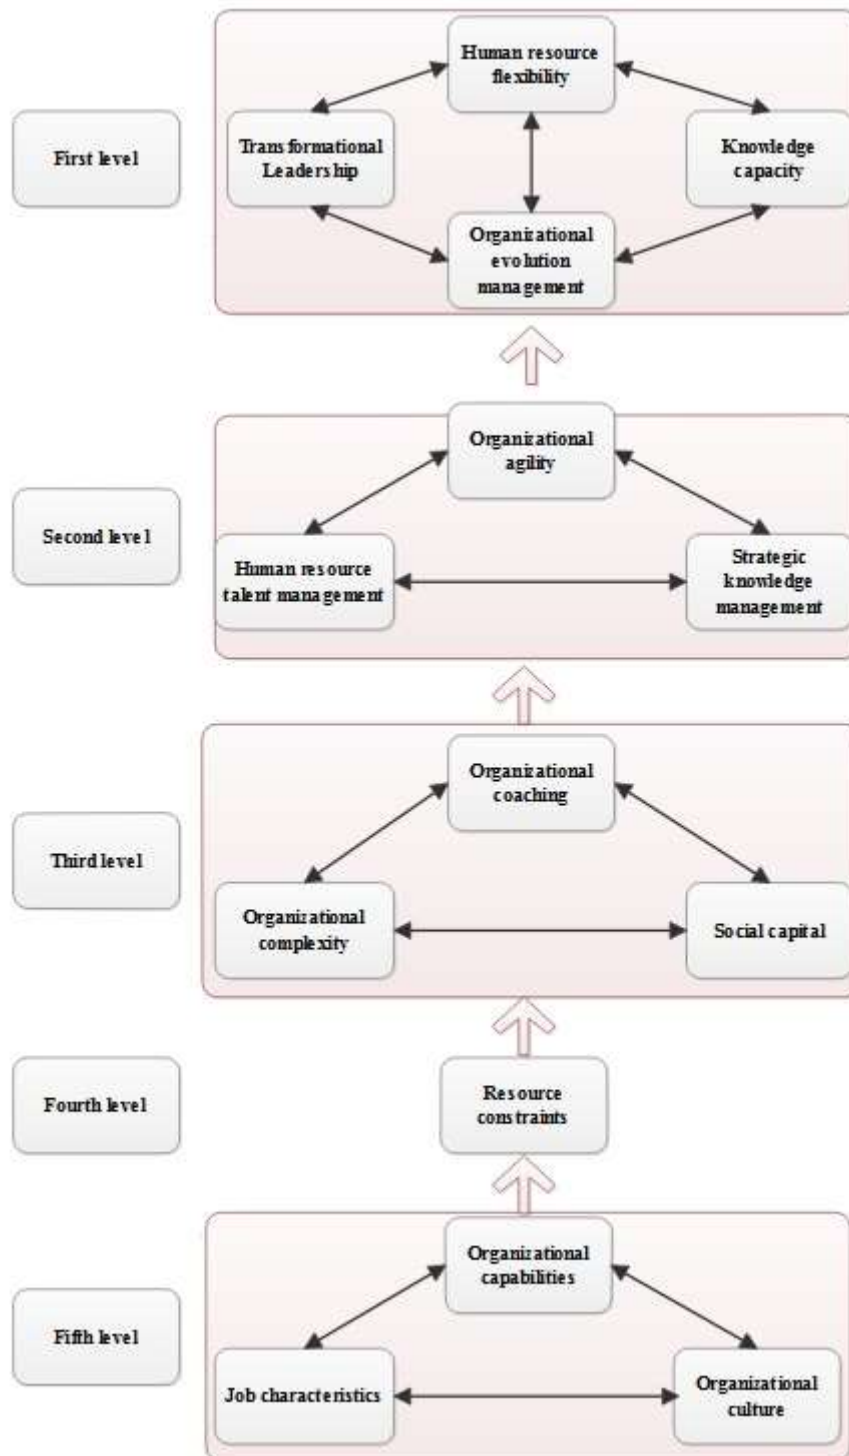 Human resource
flexibility
First level
Transformational
Leadership
Knowledge
capacity
Organizational
evolution
management
Organizational
agility
Second level
Human resource
talent management
Strategic
knowledge
management
Organizational
coaching
Third level
Organizational
complexity
Social capital
Fourth level
Resource
constraints
Organizational
capabilities
Fifth level
Job characteristics
Organizational
culture